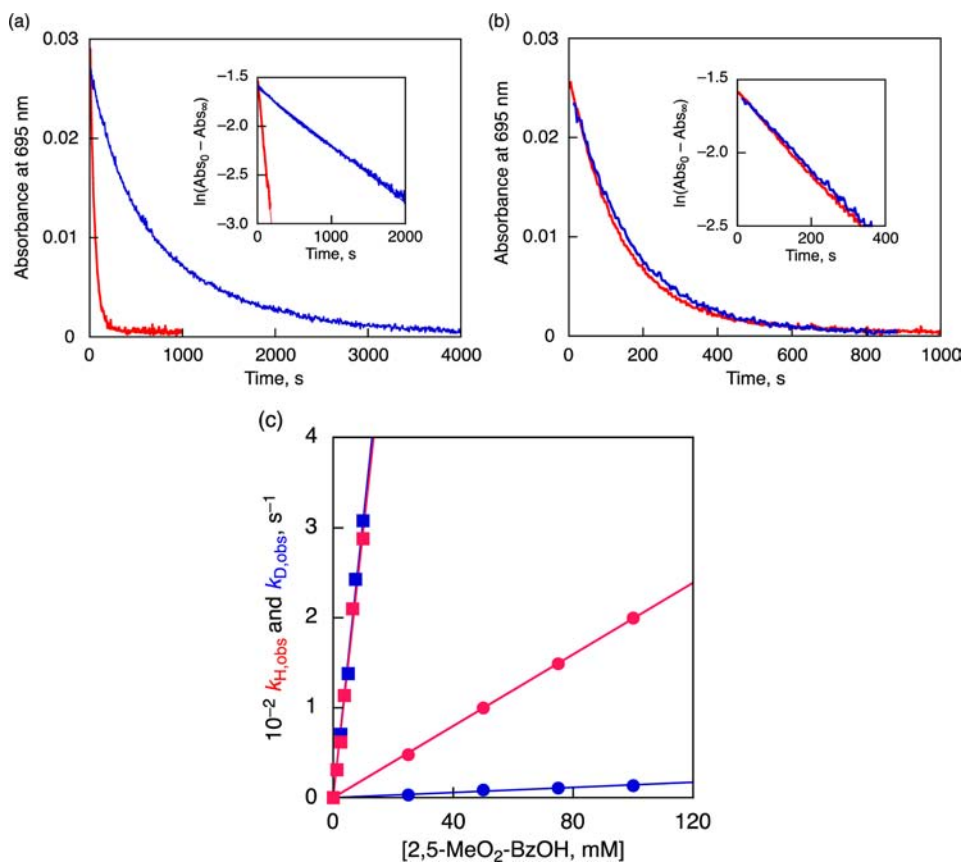 (a)
0.03
0.02
0.01
0
Absorbance at 695 nm
0 1000 2000 3000 4000
Time, s
−1.5
−2.0
−2.5
−3.0
ln(Abs₀ − Abs∞)
0 1000 2000
Time, s
(b)
0.03
0.02
0.01
0
Absorbance at 695 nm
0 200 400 600 800 1000
Time, s
−1.5
−2.0
−2.5
ln(Abs₀ − Abs∞)
0 200 400
Time, s
(c)
4
3
2
1
0
10⁻² k_H,obs and k_D,obs, s⁻¹
0 40 80 120
[2,5-MeO₂-BzOH, mM]